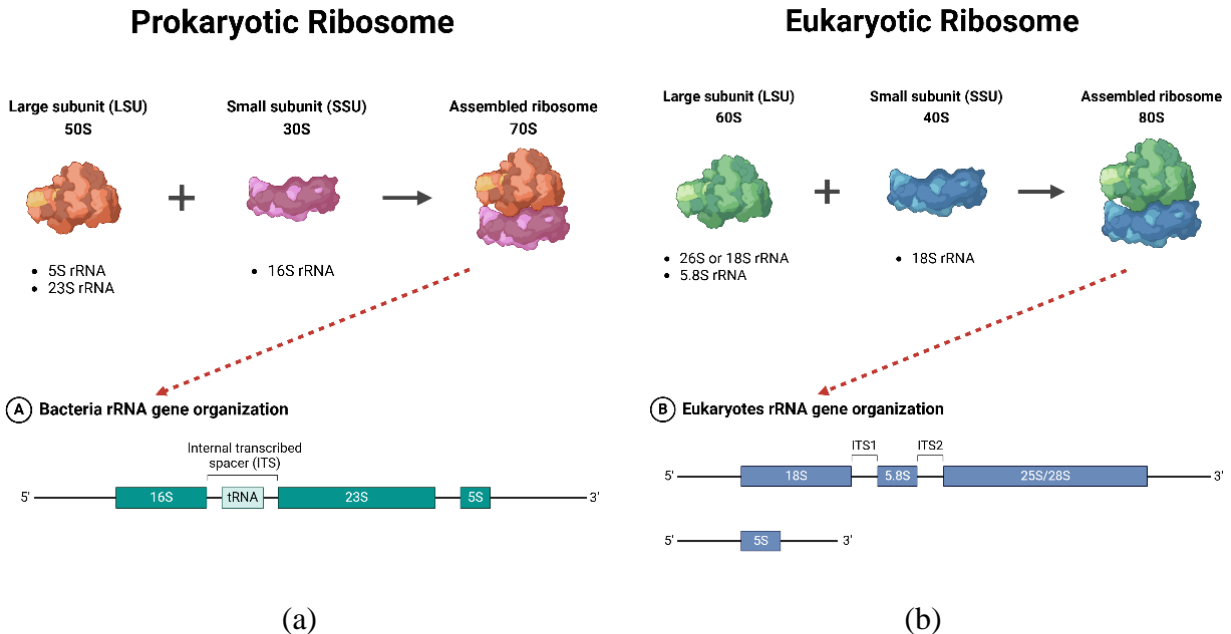 Prokaryotic Ribosome
Large subunit (LSU)
50S
Small subunit (SSU)
30S
Assembled ribosome
70S
+
• 5S rRNA
• 23S rRNA
• 16S rRNA
A Bacteria rRNA gene organization
Internal transcribed
spacer (ITS)
5' 16S tRNA 23S 5S 3'
(a)
Eukaryotic Ribosome
Large subunit (LSU)
60S
Small subunit (SSU)
40S
Assembled ribosome
80S
+
• 26S or 18S rRNA
• 5.8S rRNA
• 18S rRNA
B Eukaryotes rRNA gene organization
ITS1 ITS2
5' 18S 5.8S 25S/28S 3'
5' 5S 3'
(b)